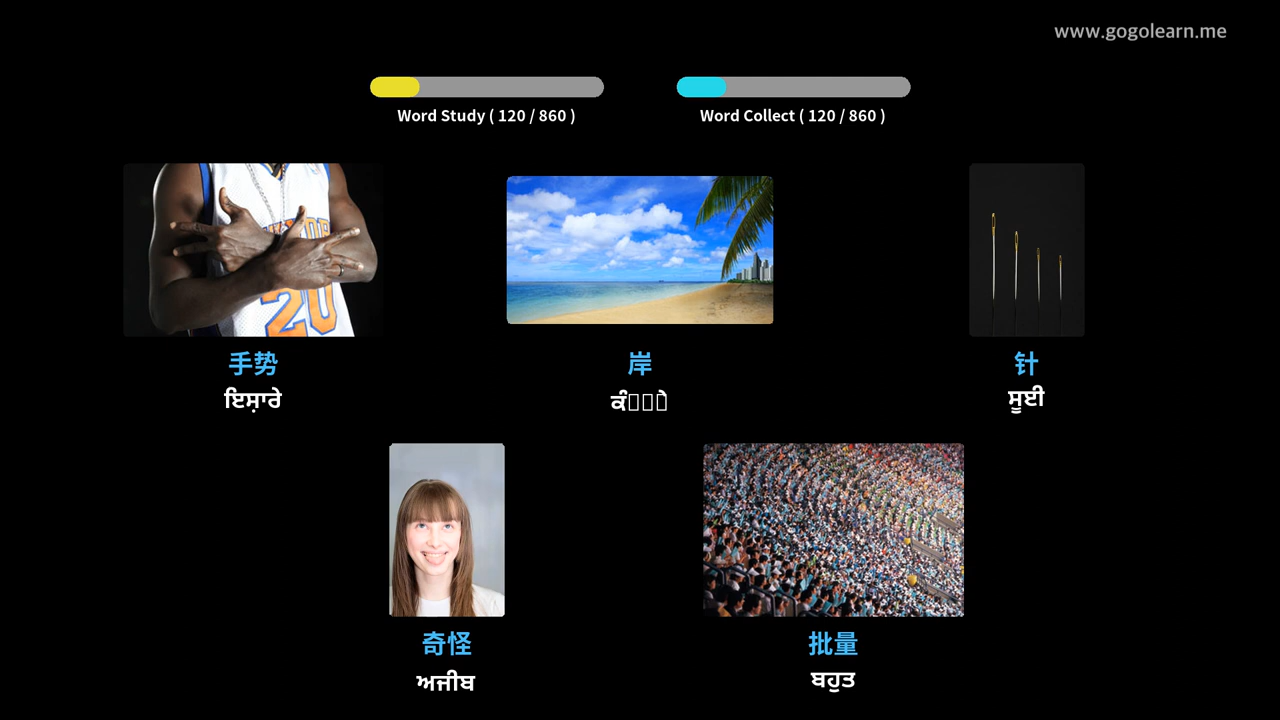 www.gogolearn.me
Word Study ( 120 / 860 )
Word Collect ( 120 / 860 )
20
手势
ਇਸ਼ਾਰੇ
岸
针
ਸੂਈ
奇怪
ਅਜੀਬ
批量
ਬਹੁਤ